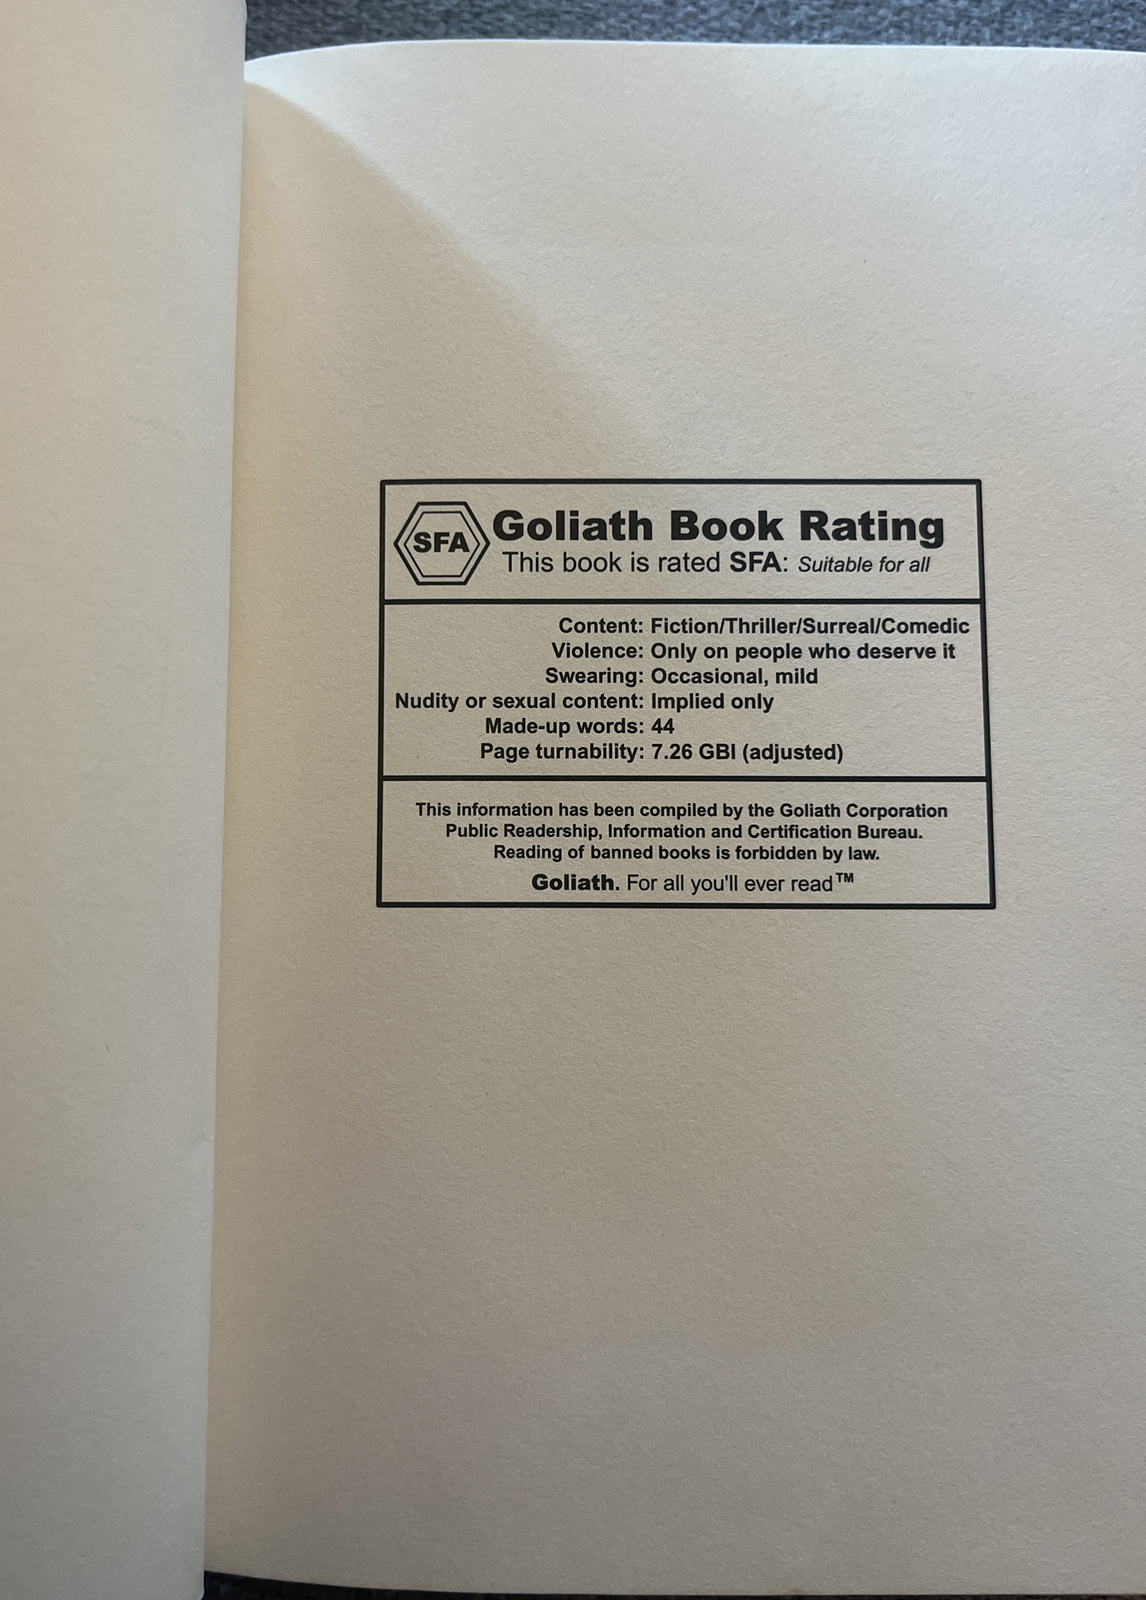 SFA
Goliath Book Rating
This book is rated SFA: Suitable for all
Content: Fiction/Thriller/Surreal/Comedic
Violence: Only on people who deserve it
Swearing: Occasional, mild
Nudity or sexual content: Implied only
Made-up words: 44
Page turnability: 7.26 GBI (adjusted)
This information has been compiled by the Goliath Corporation
Public Readership, Information and Certification Bureau.
Reading of banned books is forbidden by law.
Goliath. For all you'll ever read™